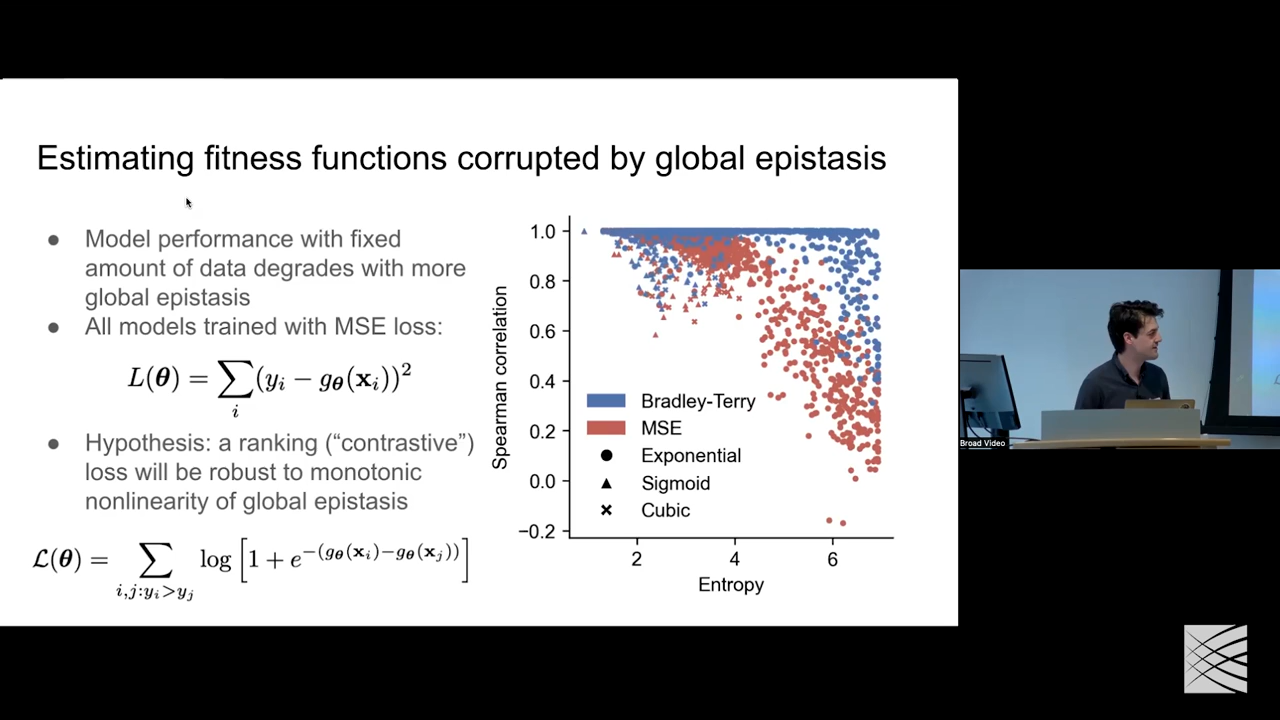 Estimating fitness functions corrupted by global epistasis
● Model performance with fixed
amount of data degrades with more
global epistasis
● All models trained with MSE loss:
L(θ) = ∑_i (y_i − g_θ(x_i))²
● Hypothesis: a ranking (“contrastive”)
loss will be robust to monotonic
nonlinearity of global epistasis
ℒ(θ) = ∑_{i,j:y_i>y_j} log [1 + e^{−(g_θ(x_i)−g_θ(x_j))}]
Spearman correlation
1.0
0.8
0.6
0.4
0.2
0.0
−0.2
Bradley-Terry
MSE
Exponential
Sigmoid
Cubic
2 4 6
Entropy
Broad Video